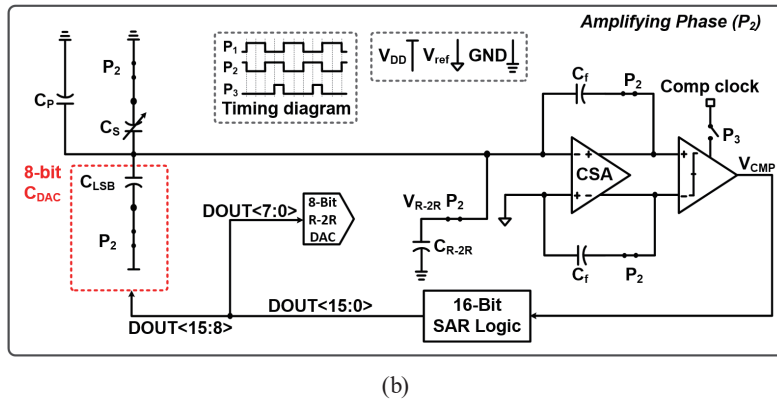 Amplifying Phase (P2)
P1
P2
P3
Timing diagram
VDD Vref GND
P2
CP
CS
8-bit
CDAC
CLSB
P2
DOUT<7:0>
8-Bit
R-2R
DAC
VR-2R P2
CR-2R
Cf P2
CSA
Cf P2
Comp clock
P3
VCMP
DOUT<15:8>
DOUT<15:0>
16-Bit
SAR Logic
(b)